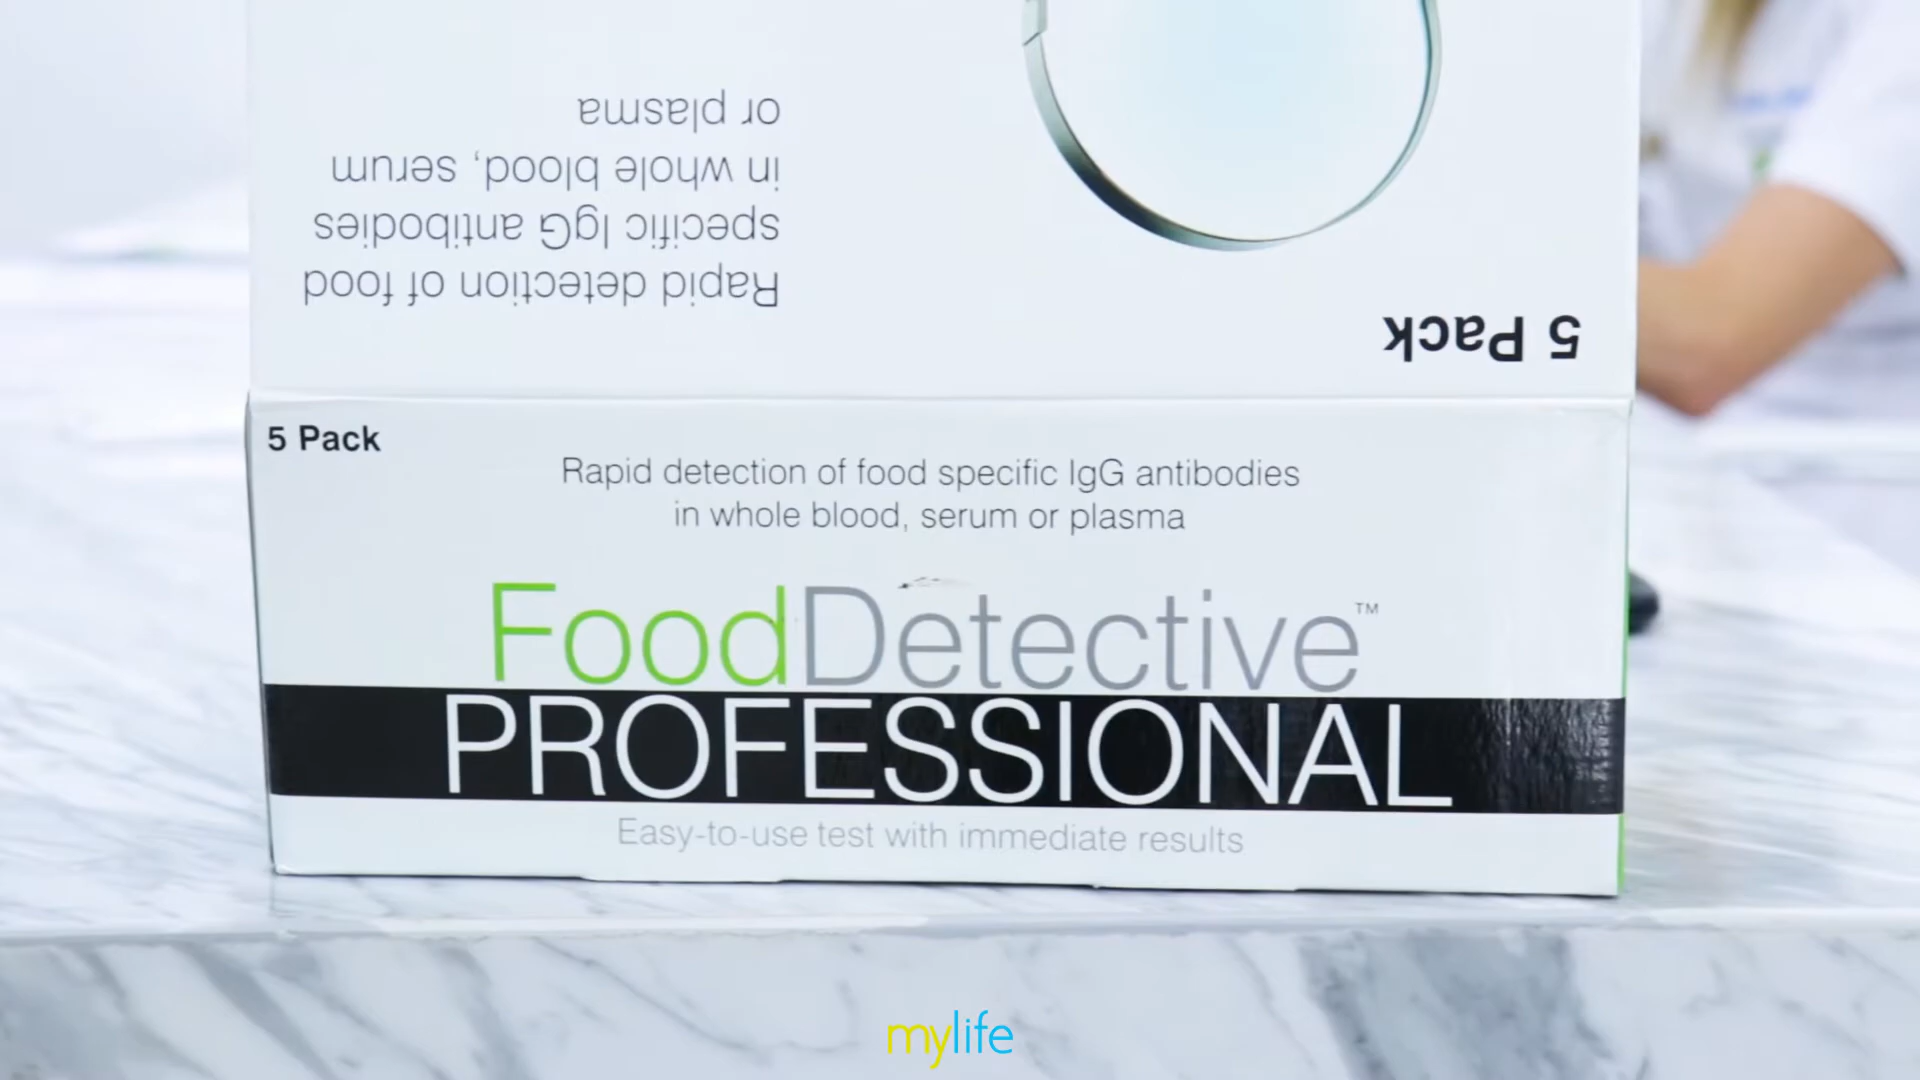 Rapid detection of food
specific IgG antibodies
in whole blood, serum
or plasma
5 Pack
5 Pack
Rapid detection of food specific IgG antibodies
in whole blood, serum or plasma
FoodDetective™
PROFESSIONAL
Easy-to-use test with immediate results
mylife